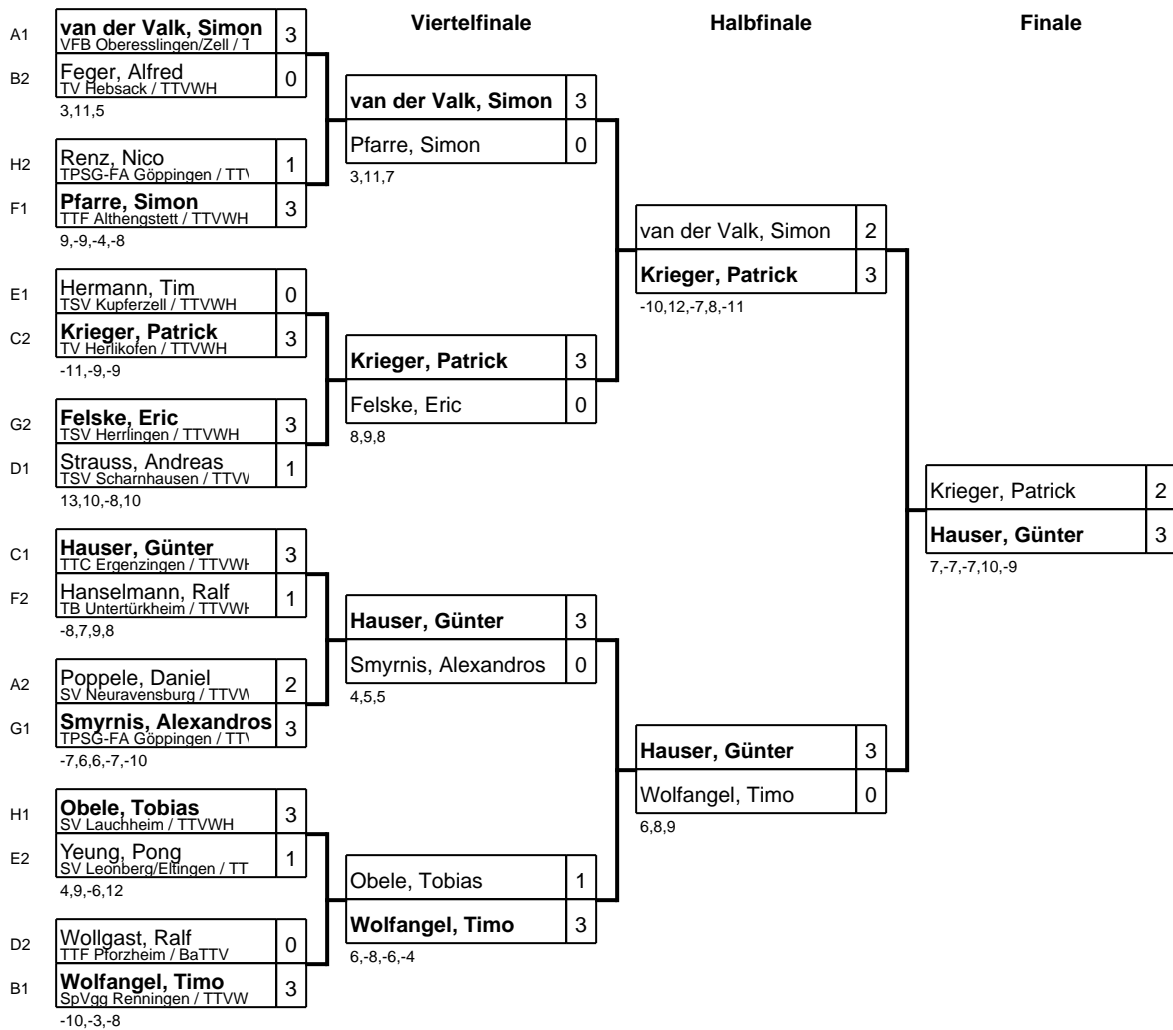 Viertelfinale
Halbfinale
Finale
A1
van der Valk, Simon
3
VFB Oberesslingen/Zell / T
B2
Feger, Alfred
0
TV Hebsack / TTVWH
3,11,5
H2
Renz, Nico
1
TPSG-FA Göppingen / TTV
F1
Pfarre, Simon
3
TTF Althengstett / TTVWH
9,-9,-4,-8
E1
Hermann, Tim
0
TSV Kupferzell / TTVWH
C2
Krieger, Patrick
3
TV Herlikofen / TTVWH
-11,-9,-9
G2
Felske, Eric
3
TSV Herrlingen / TTVWH
D1
Strauss, Andreas
1
TSV Scharnhausen / TTVW
13,10,-8,10
C1
Hauser, Günter
3
TTC Ergenzingen / TTVWH
F2
Hanselmann, Ralf
1
TB Untertürkheim / TTVWH
-8,7,9,8
A2
Poppele, Daniel
2
SV Neuravensburg / TTVW
G1
Smyrnis, Alexandros
3
TPSG-FA Göppingen / TTV
-7,6,6,-7,-10
H1
Obele, Tobias
3
SV Lauchheim / TTVWH
E2
Yeung, Pong
1
SV Leonberg/Eltingen / TT
4,9,-6,12
D2
Wollgast, Ralf
0
TTF Pforzheim / BaTTV
B1
Wolfangel, Timo
3
SpVgg Renningen / TTVW
-10,-3,-8
van der Valk, Simon
3
Pfarre, Simon
0
3,11,7
Krieger, Patrick
3
Felske, Eric
0
8,9,8
Hauser, Günter
3
Smyrnis, Alexandros
0
4,5,5
Obele, Tobias
1
Wolfangel, Timo
3
6,-8,-6,-4
van der Valk, Simon
2
Krieger, Patrick
3
-10,12,-7,8,-11
Hauser, Günter
3
Wolfangel, Timo
0
6,8,9
Krieger, Patrick
2
Hauser, Günter
3
7,-7,-7,10,-9